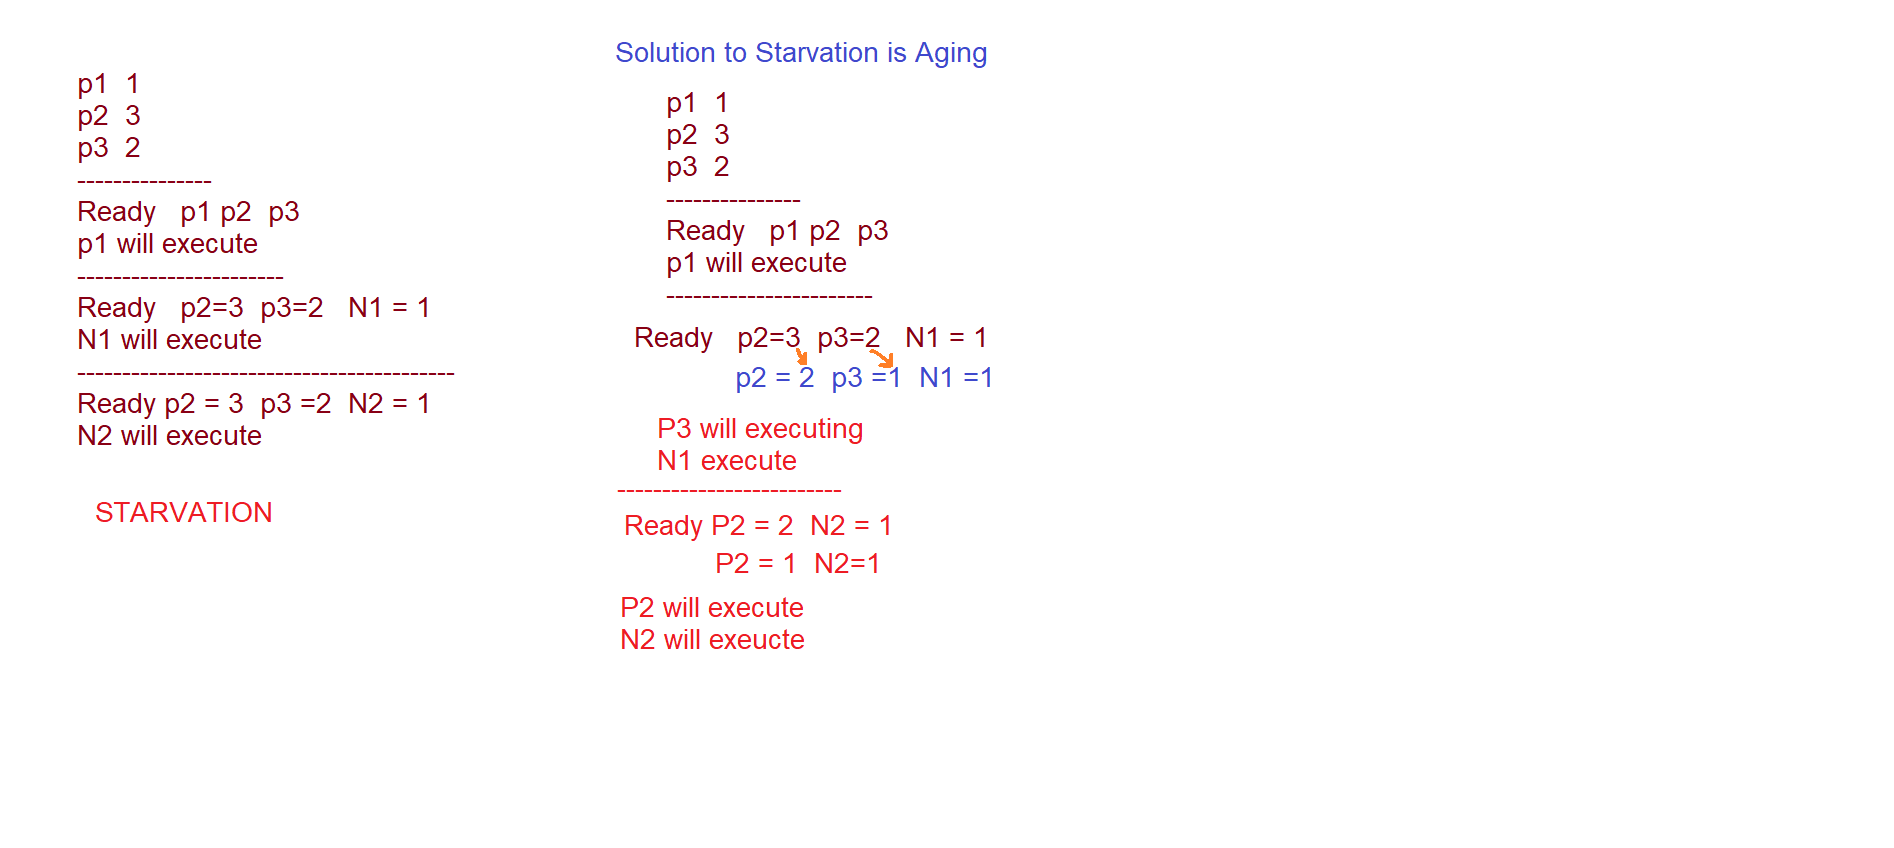 p1  1
p2  3
p3  2
---------------
Ready   p1 p2  p3
p1 will execute
-----------------------
Ready   p2=3  p3=2   N1 = 1
N1 will execute
------------------------------------------
Ready p2 = 3  p3 =2  N2 = 1
N2 will execute
STARVATION
Solution to Starvation is Aging
p1  1
p2  3
p3  2
---------------
Ready   p1 p2  p3
p1 will execute
-----------------------
Ready   p2=3  p3=2   N1 = 1
p2 = 2  p3 =1  N1 =1
P3 will executing
N1 execute
-------------------------
Ready P2 = 2  N2 = 1
P2 = 1  N2=1
P2 will execute
N2 will exeucte